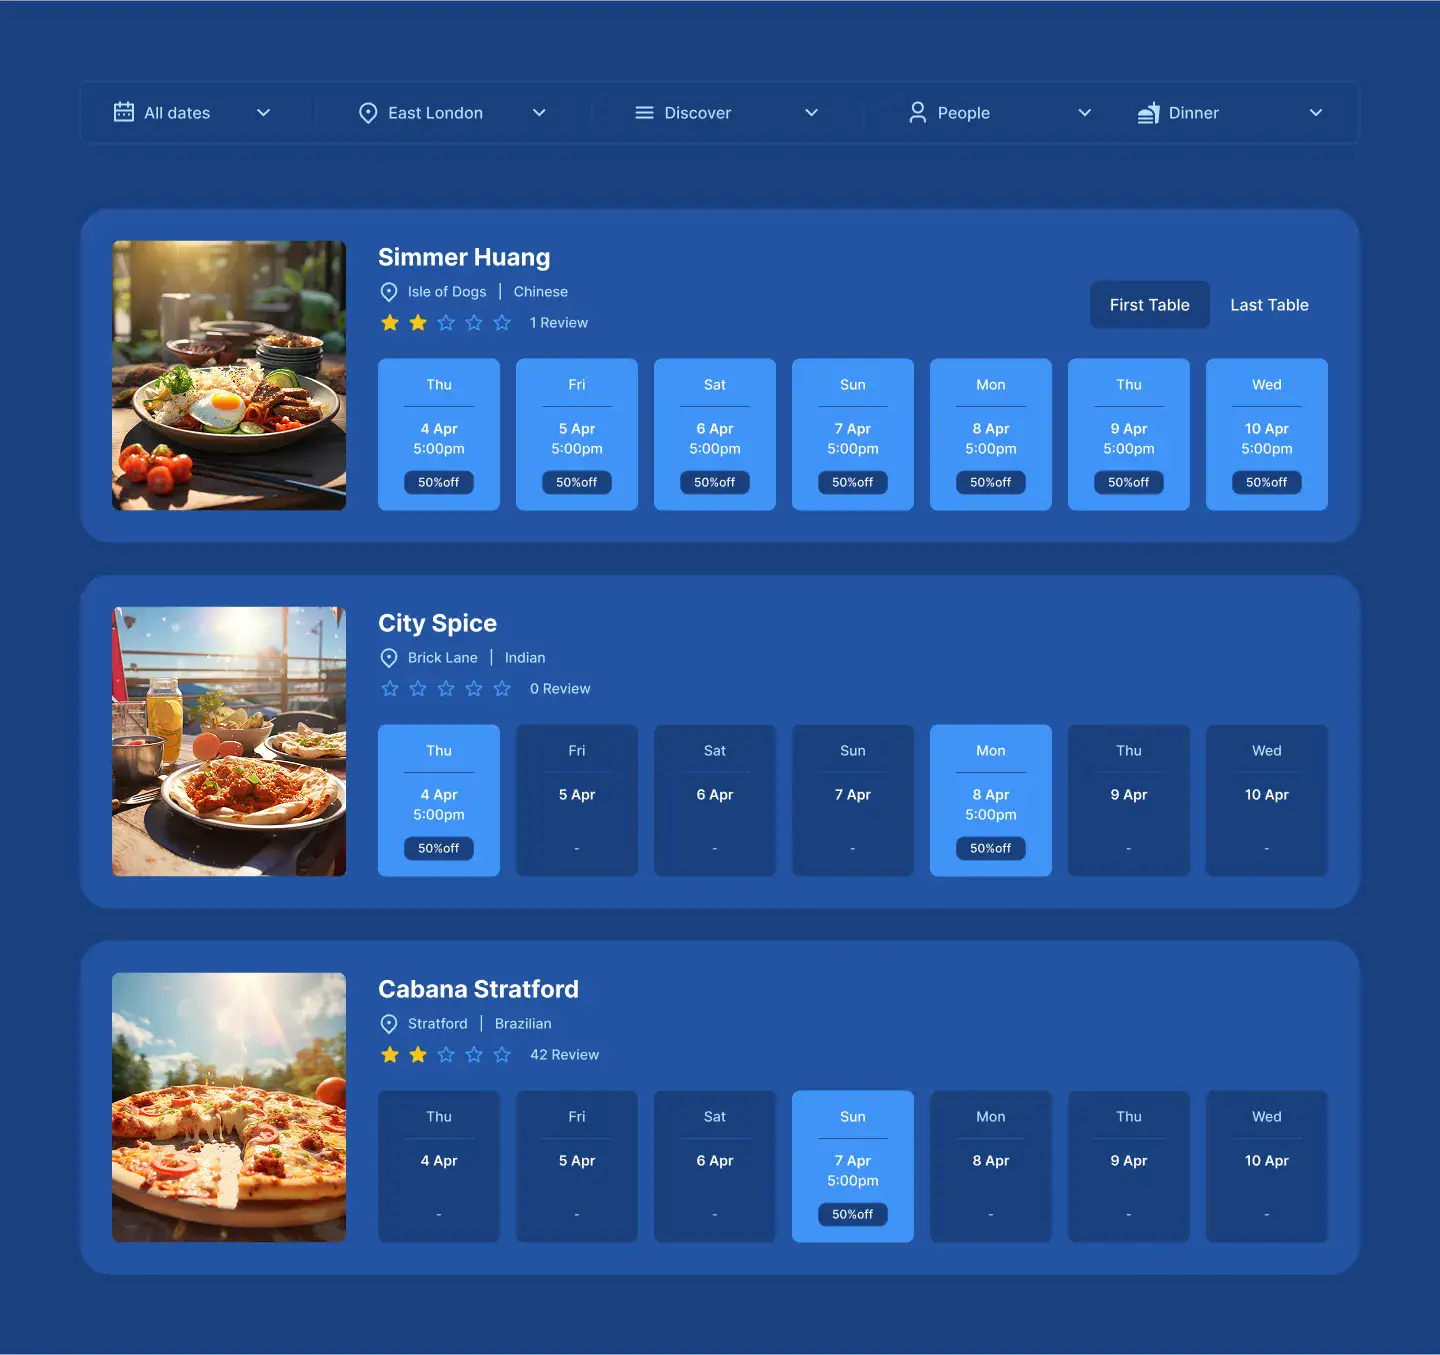 All dates
East London
Discover
People
Dinner
Simmer Huang
Isle of Dogs | Chinese
1 Review
First Table
Last Table
Thu
4 Apr
5:00pm
50%off
Fri
5 Apr
5:00pm
50%off
Sat
6 Apr
5:00pm
50%off
Sun
7 Apr
5:00pm
50%off
Mon
8 Apr
5:00pm
50%off
Thu
9 Apr
5:00pm
50%off
Wed
10 Apr
5:00pm
50%off
City Spice
Brick Lane | Indian
0 Review
Thu
4 Apr
5:00pm
50%off
Fri
5 Apr
-
Sat
6 Apr
-
Sun
7 Apr
-
Mon
8 Apr
5:00pm
50%off
Thu
9 Apr
-
Wed
10 Apr
-
Cabana Stratford
Stratford | Brazilian
42 Review
Thu
4 Apr
-
Fri
5 Apr
-
Sat
6 Apr
-
Sun
7 Apr
5:00pm
50%off
Mon
8 Apr
-
Thu
9 Apr
-
Wed
10 Apr
-